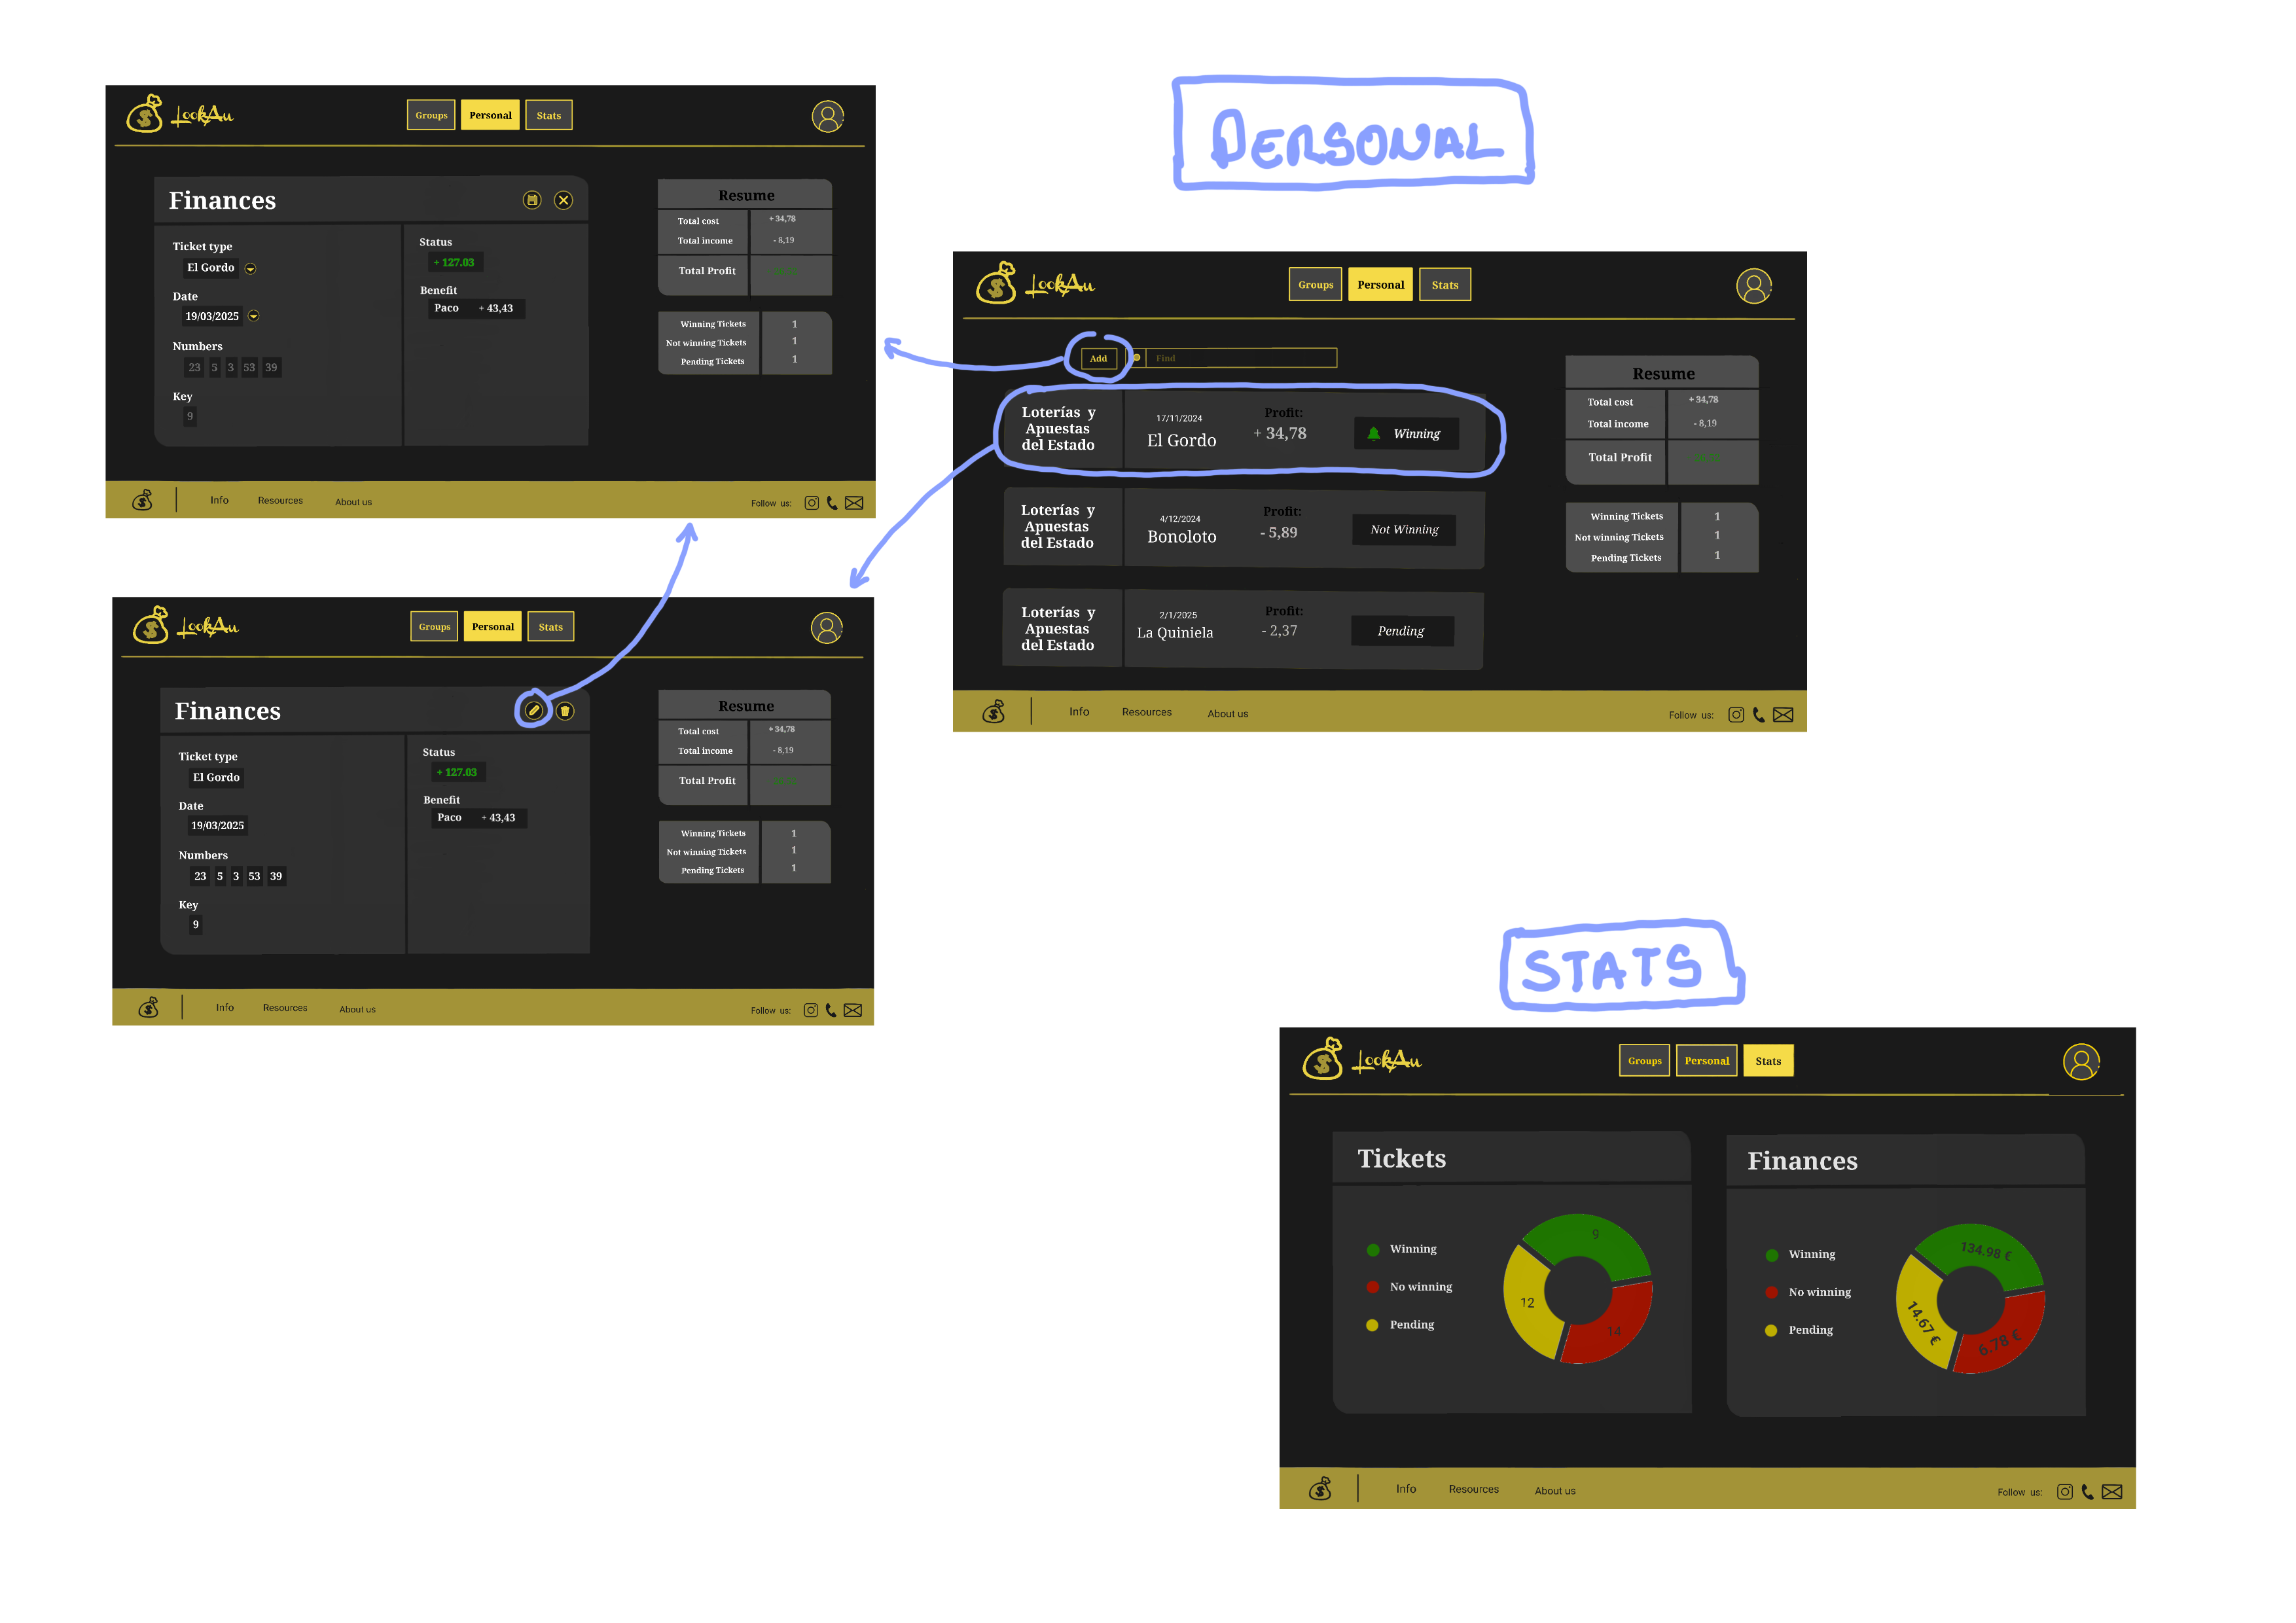 PERSONAL
LookAu
Groups Personal Stats
Finances
Ticket type
El Gordo
Date
19/03/2025
Numbers
23 5 3 53 39
Key
9
Status
+ 127.03
Benefit
Paco + 43,43
Resume
Total cost + 34,78
Total income - 8,19
Total Profit
Winning Tickets 1
Not winning Tickets 1
Pending Tickets 1
Info Resources About us
Follow us:
LookAu
Groups Personal Stats
Add Find
Loterías y
Apuestas
del Estado
17/11/2024
El Gordo
Profit:
+ 34,78
Winning
Loterías y
Apuestas
del Estado
4/12/2024
Bonoloto
Profit:
- 5,89
Not Winning
Loterías y
Apuestas
del Estado
2/1/2025
La Quiniela
Profit:
- 2,37
Pending
Resume
Total cost + 34,78
Total income - 8,19
Total Profit
Winning Tickets 1
Not winning Tickets 1
Pending Tickets 1
Info Resources About us
Follow us:
LookAu
Groups Personal Stats
Finances
Ticket type
El Gordo
Date
19/03/2025
Numbers
23 5 3 53 39
Key
9
Status
+ 127.03
Benefit
Paco + 43,43
Resume
Total cost + 34,78
Total income - 8,19
Total Profit
Winning Tickets 1
Not winning Tickets 1
Pending Tickets 1
Info Resources About us
Follow us:
STATS
LookAu
Groups Personal Stats
Tickets
Winning
No winning
Pending
9
12
14
Finances
Winning
No winning
Pending
134.98 €
14.67 €
6.78 €
Info Resources About us
Follow us: